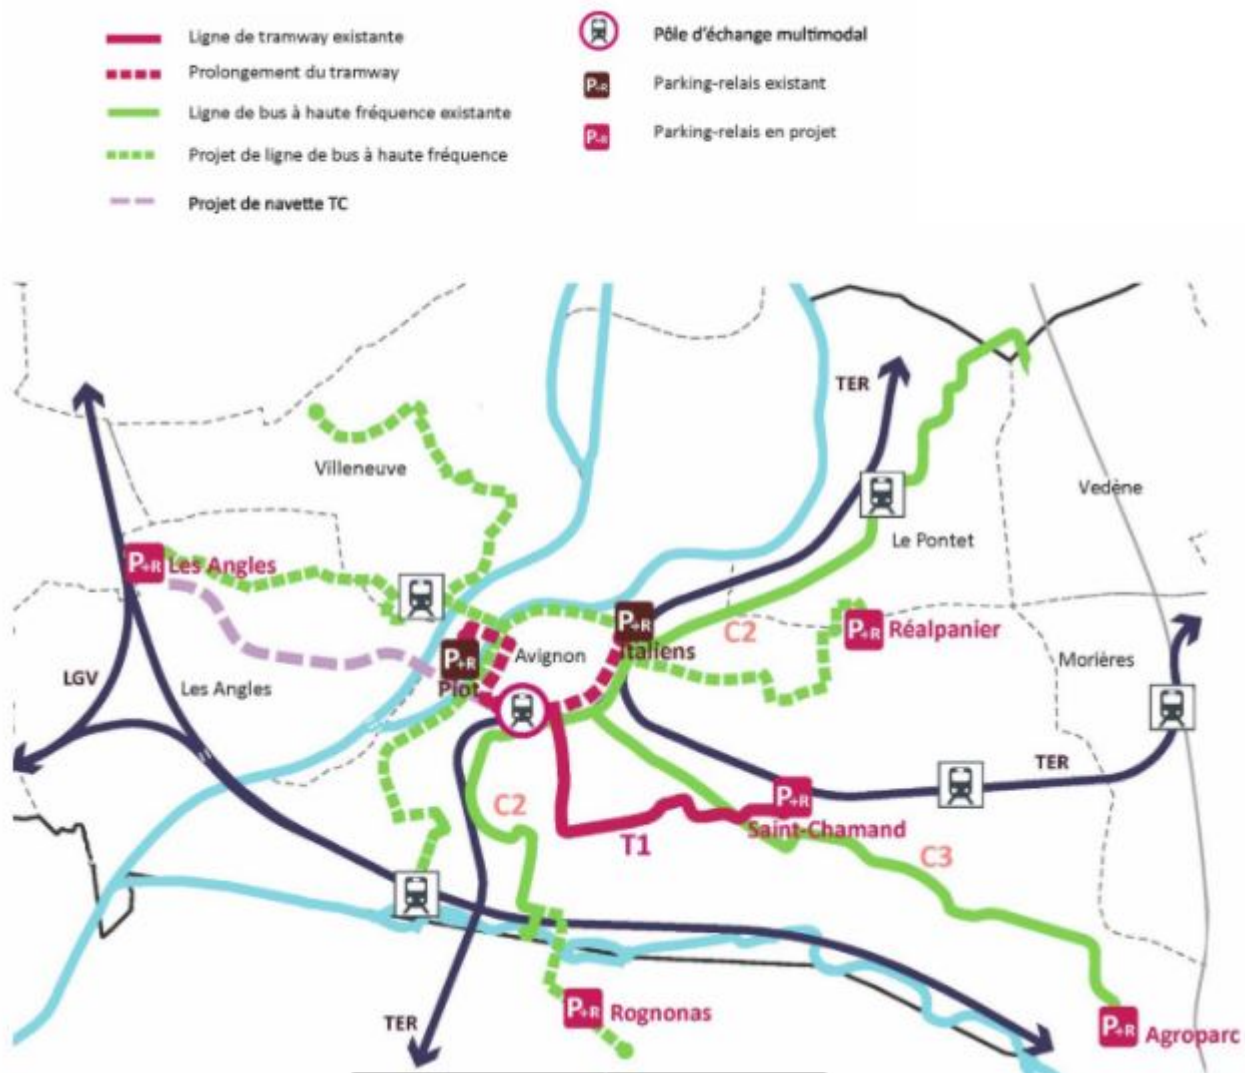 Ligne de tramway existante
Prolongement du tramway
Ligne de bus à haute fréquence existante
Projet de ligne de bus à haute fréquence
Projet de navette TC
Pôle d'échange multimodal
P+R Parking-relais existant
P+R Parking-relais en projet
TER
Villeneuve
Vedène
Le Pontet
P+R Les Angles
P+R
Italiens
C2
P+R Réalpanier
Avignon
P+R
Piot
Morières
LGV
Les Angles
TER
P+R
Saint-Chamand
C2
T1
C3
P+R Rognonas
TER
P+R Agroparc